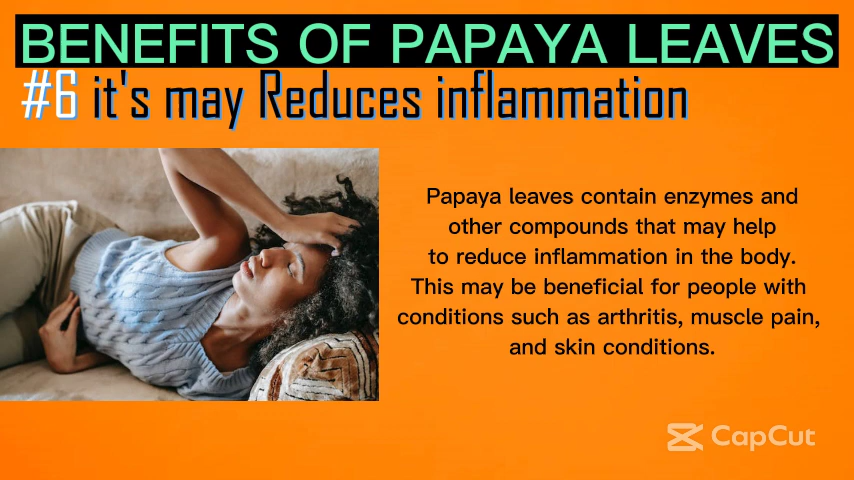 BENEFITS OF PAPAYA LEAVES
#6 it's may Reduces inflammation
Papaya leaves contain enzymes and
other compounds that may help
to reduce inflammation in the body.
This may be beneficial for people with
conditions such as arthritis, muscle pain,
and skin conditions.
CapCut